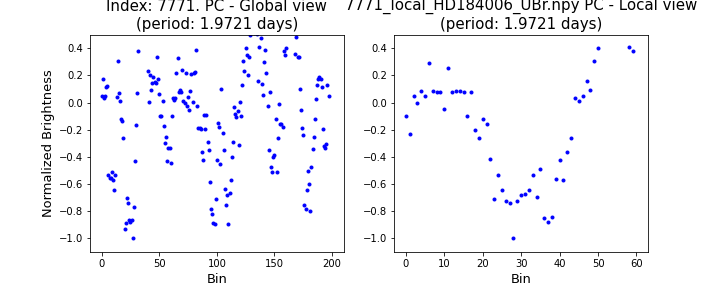 Index: 7771. PC - Global view
(period: 1.9721 days)
7771_local_HD184006_UBr.npy PC - Local view
(period: 1.9721 days)
Normalized Brightness
0.4
0.2
0.0
−0.2
−0.4
−0.6
−0.8
−1.0
0 50 100 150 200
Bin
0.4
0.2
0.0
−0.2
−0.4
−0.6
−0.8
−1.0
0 10 20 30 40 50 60
Bin